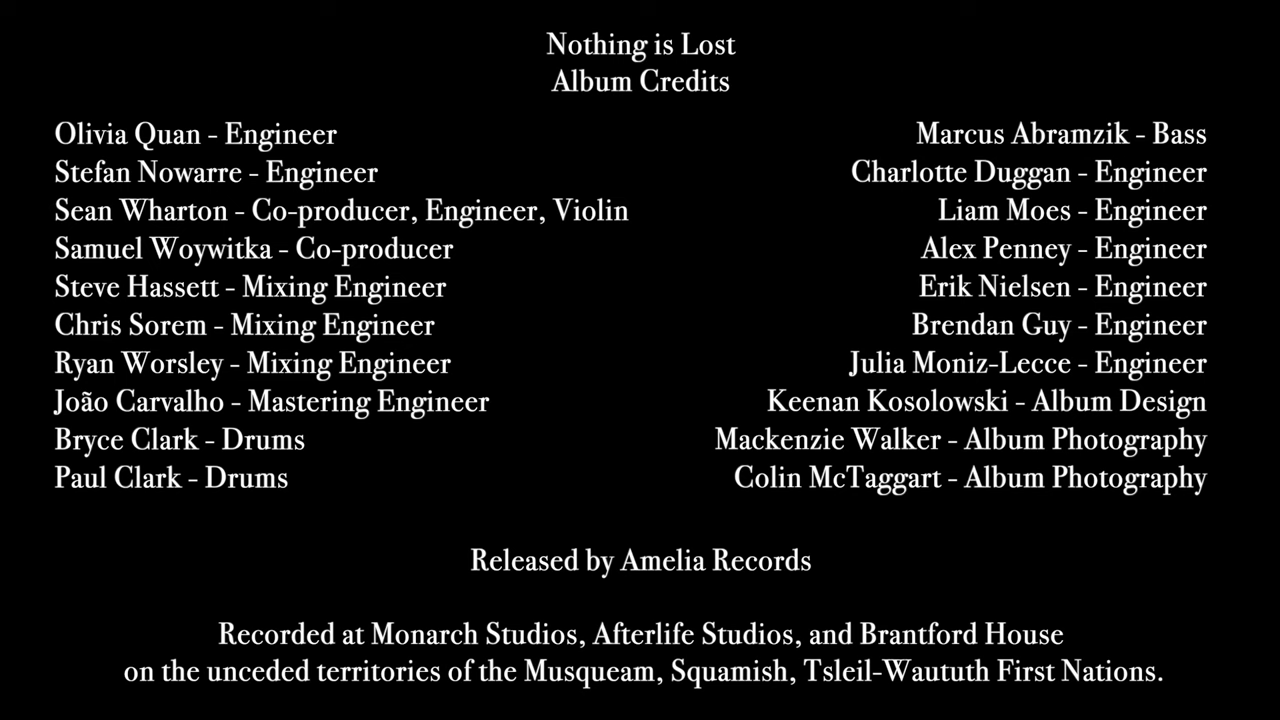 Nothing is Lost
Album Credits
Olivia Quan - Engineer
Stefan Nowarre - Engineer
Sean Wharton - Co-producer, Engineer, Violin
Samuel Woywitka - Co-producer
Steve Hassett - Mixing Engineer
Chris Sorem - Mixing Engineer
Ryan Worsley - Mixing Engineer
João Carvalho - Mastering Engineer
Bryce Clark - Drums
Paul Clark - Drums
Marcus Abramzik - Bass
Charlotte Duggan - Engineer
Liam Moes - Engineer
Alex Penney - Engineer
Erik Nielsen - Engineer
Brendan Guy - Engineer
Julia Moniz-Lecce - Engineer
Keenan Kosolowski - Album Design
Mackenzie Walker - Album Photography
Colin McTaggart - Album Photography
Released by Amelia Records
Recorded at Monarch Studios, Afterlife Studios, and Brantford House
on the unceded territories of the Musqueam, Squamish, Tsleil-Waututh First Nations.